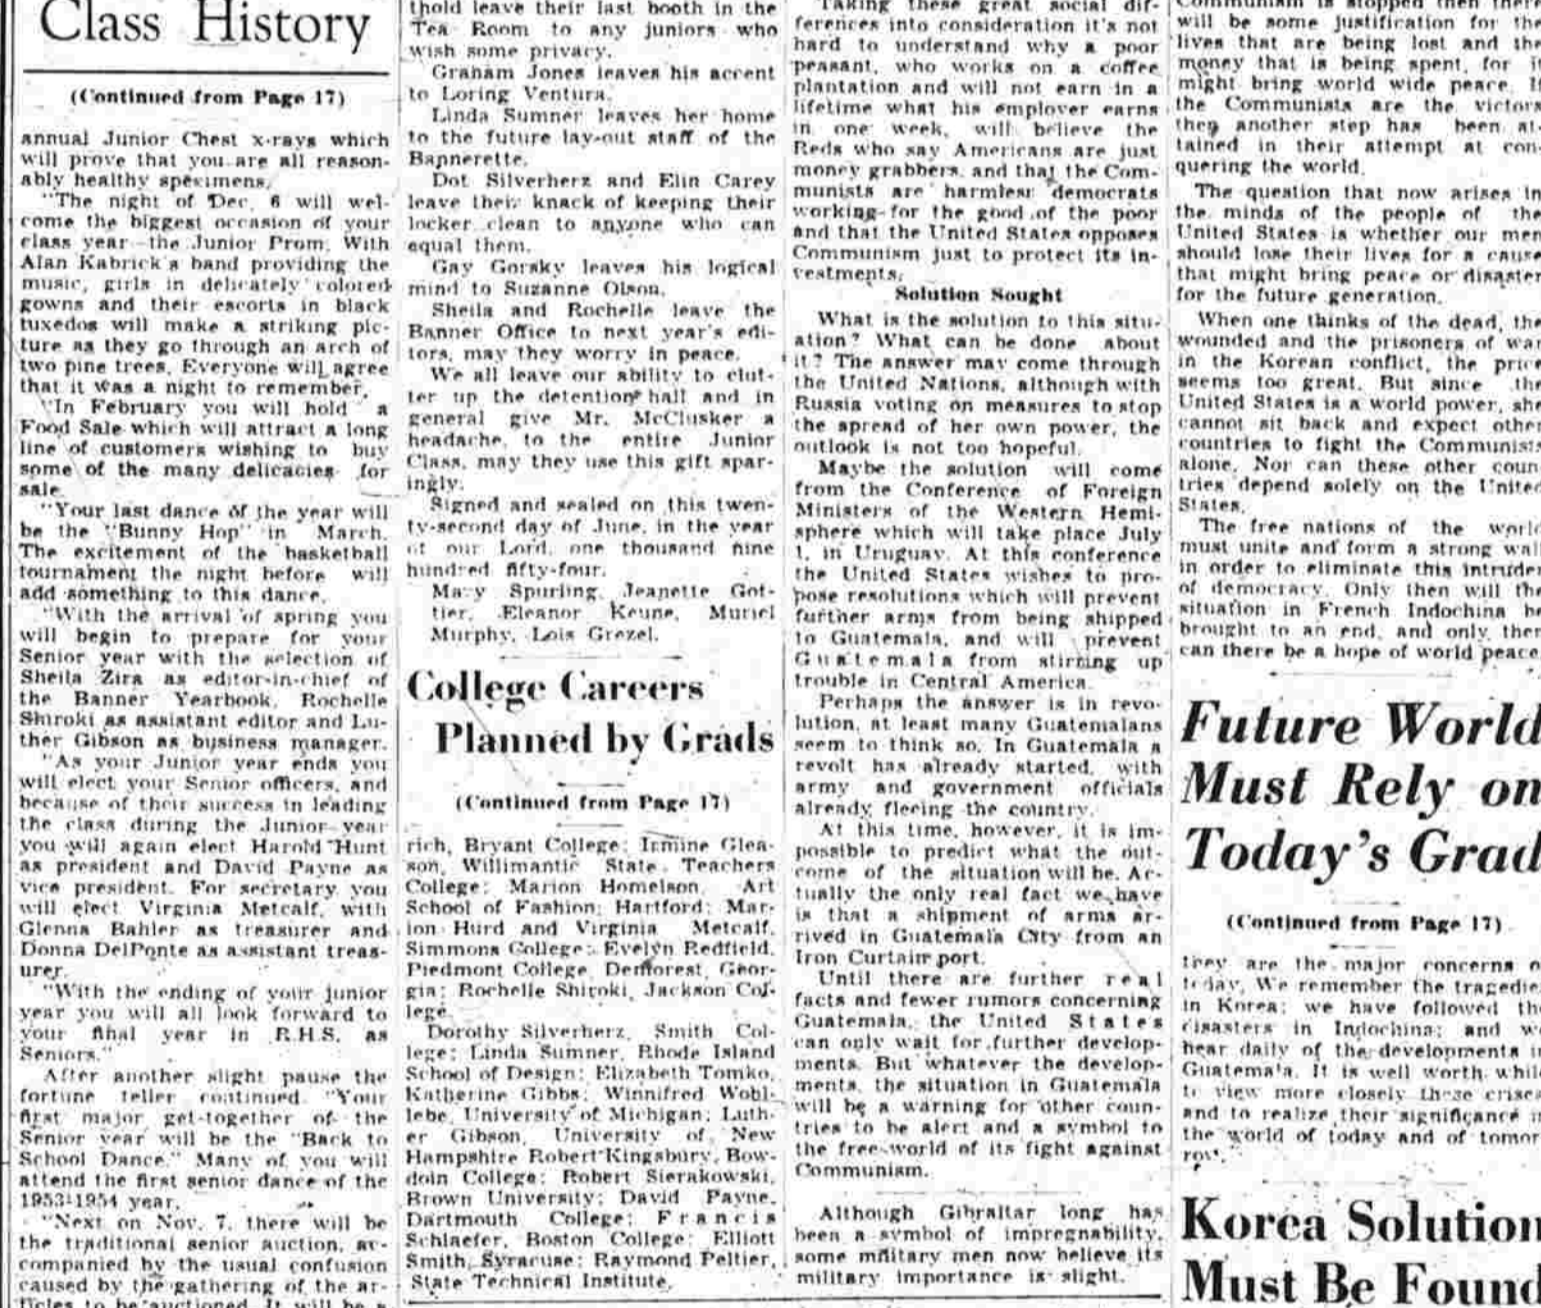 Class History
(Continued from Page 17)
annual Junior Chest x-rays which
will prove that you are all reason-
ably healthy specimens.
"The night of Dec. 6 will wel-
come the biggest occasion of your
class year—the Junior Prom. With
Alan Kabrick's band providing the
music, girls in delicately colored
gowns and their escorts in black
tuxedos will make a striking pic-
ture as they go through an arch of
two pine trees. Everyone will agree
that it was a night to remember.
"In February you will hold a
Food Sale which will attract a long
line of customers wishing to buy
some of the many delicacies for
sale.
"Your last dance of the year will
be the "Bunny Hop" in March.
The excitement of the basketball
tournament the night before will
add something to this dance.
"With the arrival of spring you
will begin to prepare for your
Senior year with the selection of
Sheila Zira as editor-in-chief of
the Banner Yearbook, Rochelle
Shiroki as assistant editor and Lu-
ther Gibson as business manager.
"As your Junior year ends you
will elect your Senior officers, and
because of their success in leading
the class during the Junior year
you will again elect Harold Hunt
as president and David Payne as
vice president. For secretary you
will elect Virginia Metcalf, with
Glenna Bahler as treasurer and
Donna DelPonte as assistant treas-
urer.
"With the ending of your junior
year you will all look forward to
your final year in R.H.S. as
Seniors."
After another slight pause the
fortune teller continued. "Your
first major get-together of the
Senior year will be the "Back to
School Dance." Many of you will
attend the first senior dance of the
1953-1954 year.
"Next on Nov. 7, there will be
the traditional senior auction, ac-
companied by the usual confusion
caused by the gathering of the ar-
ticles to be auctioned. It will be a
thold leave their last booth in the
Tea Room to any juniors who
wish some privacy.
Graham Jones leaves his accent
to Loring Ventura.
Linda Sumner leaves her home
to the future lay-out staff of the
Bannerette.
Dot Silverherz and Elin Carey
leave their knack of keeping their
locker clean to anyone who can
equal them.
Gay Gorsky leaves his logical
mind to Suzanne Olson.
Sheila and Rochelle leave the
Banner Office to next year's edi-
tors, may they worry in peace.
We all leave our ability to clut-
ter up the detention hall and in
general give Mr. McClusker a
headache, to the entire Junior
Class, may they use this gift spar-
ingly.
Signed and sealed on this twen-
ty-second day of June, in the year
of our Lord, one thousand nine
hundred fifty-four.
Mary Spurling, Jeanette Got-
tier, Eleanor Keune, Muriel
Murphy, Lois Grezel.
College Careers
Planned by Grads
(Continued from Page 17)
rich, Bryant College; Irmine Glea-
son, Willimantic State Teachers
College; Marion Homelson, Art
School of Fashion; Hartford; Mar-
ion Hurd and Virginia Metcalf,
Simmons College; Evelyn Redfield,
Piedmont College, Demorest, Geor-
gia; Rochelle Shiroki, Jackson Col-
lege.
Dorothy Silverherz, Smith Col-
lege; Linda Sumner, Rhode Island
School of Design; Elizabeth Tomko,
Katherine Gibbs; Winnifred Wohl-
lebe, University of Michigan; Luth-
er Gibson, University of New
Hampshire Robert Kingsbury, Bow-
doin College; Robert Sierakowski,
Brown University; David Payne,
Dartmouth College; Francis
Schlaefer, Boston College; Elliott
Smith, Syracuse; Raymond Peltier,
State Technical Institute.
Taking these great social dif-
ferences into consideration it's not
hard to understand why a poor
peasant, who works on a coffee
plantation and will not earn in a
lifetime what his employer earns
in one week, will believe the
Reds who say Americans are just
money grabbers, and that the Com-
munists are harmless democrats
working for the good of the poor
and that the United States opposes
Communism just to protect its in-
vestments.
Solution Sought
What is the solution to this situ-
ation? What can be done about
it? The answer may come through
the United Nations, although with
Russia voting on measures to stop
the spread of her own power, the
outlook is not too hopeful.
Maybe the solution will come
from the Conference of Foreign
Ministers of the Western Hemi-
sphere which will take place July
1, in Uruguay. At this conference
the United States wishes to pro-
pose resolutions which will prevent
further arms from being shipped
to Guatemala, and will prevent
Guatemala from stirring up
trouble in Central America.
Perhaps the answer is in revo-
lution, at least many Guatemalans
seem to think so. In Guatemala a
revolt has already started, with
army and government officials
already fleeing the country.
At this time, however, it is im-
possible to predict what the out-
come of the situation will be. Ac-
tually the only real fact we have
is that a shipment of arms ar-
rived in Guatemala City from an
Iron Curtain port.
Until there are further real
facts and fewer rumors concerning
Guatemala, the United States
can only wait for further develop-
ments. But whatever the develop-
ments, the situation in Guatemala
will be a warning for other coun-
tries to be alert and a symbol to
the free world of its fight against
Communism.
Although Gibraltar long has
been a symbol of impregnability,
some military men now believe its
military importance is slight.
Communism is stopped then there
will be some justification for the
lives that are being lost and the
money that is being spent, for it
might bring world wide peace. If
the Communists are the victors
then another step has been at-
tained in their attempt at con-
quering the world.
The question that now arises in
the minds of the people of the
United States is whether our men
should lose their lives for a cause
that might bring peace or disaster
for the future generation.
When one thinks of the dead, the
wounded and the prisoners of war
in the Korean conflict, the price
seems too great. But since the
United States is a world power, she
cannot sit back and expect other
countries to fight the Communists
alone. Nor can these other coun-
tries depend solely on the United
States.
The free nations of the world
must unite and form a strong wall
in order to eliminate this intruder
of democracy. Only then will the
situation in French Indochina be
brought to an end, and only then
can there be a hope of world peace.
Future World
Must Rely on
Today's Grad
(Continued from Page 17)
they are the major concerns o
today. We remember the tragedie
in Korea; we have followed the
disasters in Indochina; and we
hear daily of the developments in
Guatemala. It is well worth while
to view more closely these crises
and to realize their significance in
the world of today and of tomor-
row.
Korea Solution
Must Be Found